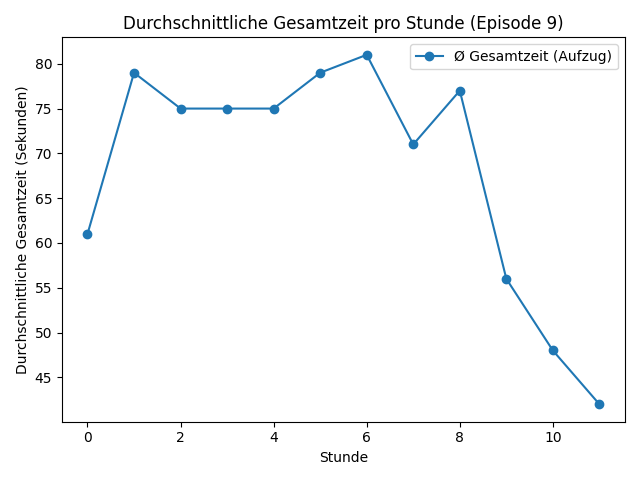 Durchschnittliche Gesamtzeit pro Stunde (Episode 9)
Ø Gesamtzeit (Aufzug)
Durchschnittliche Gesamtzeit (Sekunden)
80
75
70
65
60
55
50
45
0 2 4 6 8 10
Stunde